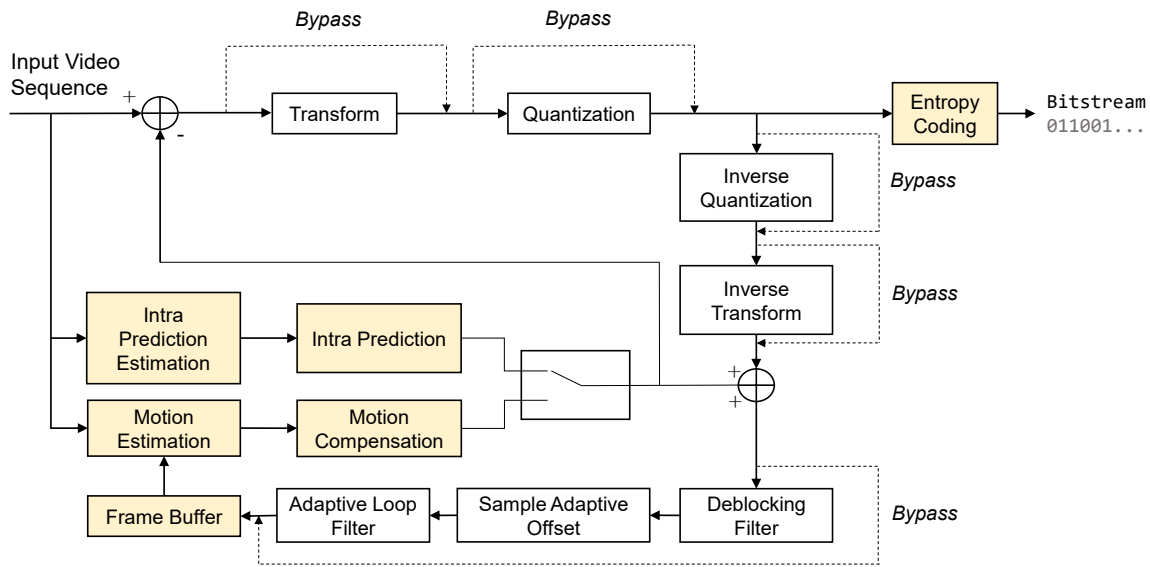 Bypass
Bypass
Input Video
Sequence
+
-
Transform
Quantization
Entropy
Coding
Bitstream
011001...
Inverse
Quantization
Bypass
Inverse
Transform
Bypass
Intra
Prediction
Estimation
Intra Prediction
+
+
Motion
Estimation
Motion
Compensation
Frame Buffer
Adaptive Loop
Filter
Sample Adaptive
Offset
Deblocking
Filter
Bypass